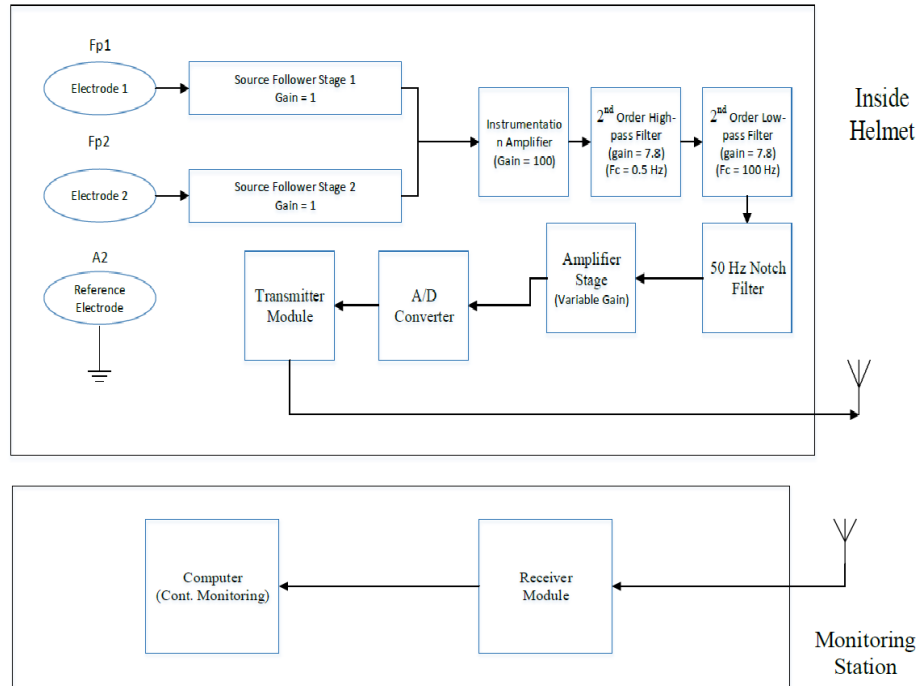 Fp1
Electrode 1
Source Follower Stage 1
Gain = 1
Fp2
Electrode 2
Source Follower Stage 2
Gain = 1
A2
Reference
Electrode
Instrumentatio
n Amplifier
(Gain = 100)
2nd Order High-
pass Filter
(gain = 7.8)
(Fc = 0.5 Hz)
2nd Order Low-
pass Filter
(gain = 7.8)
(Fc = 100 Hz)
Inside
Helmet
50 Hz Notch
Filter
Amplifier
Stage
(Variable Gain)
A/D
Converter
Transmitter
Module
Computer
(Cont. Monitoring)
Receiver
Module
Monitoring
Station